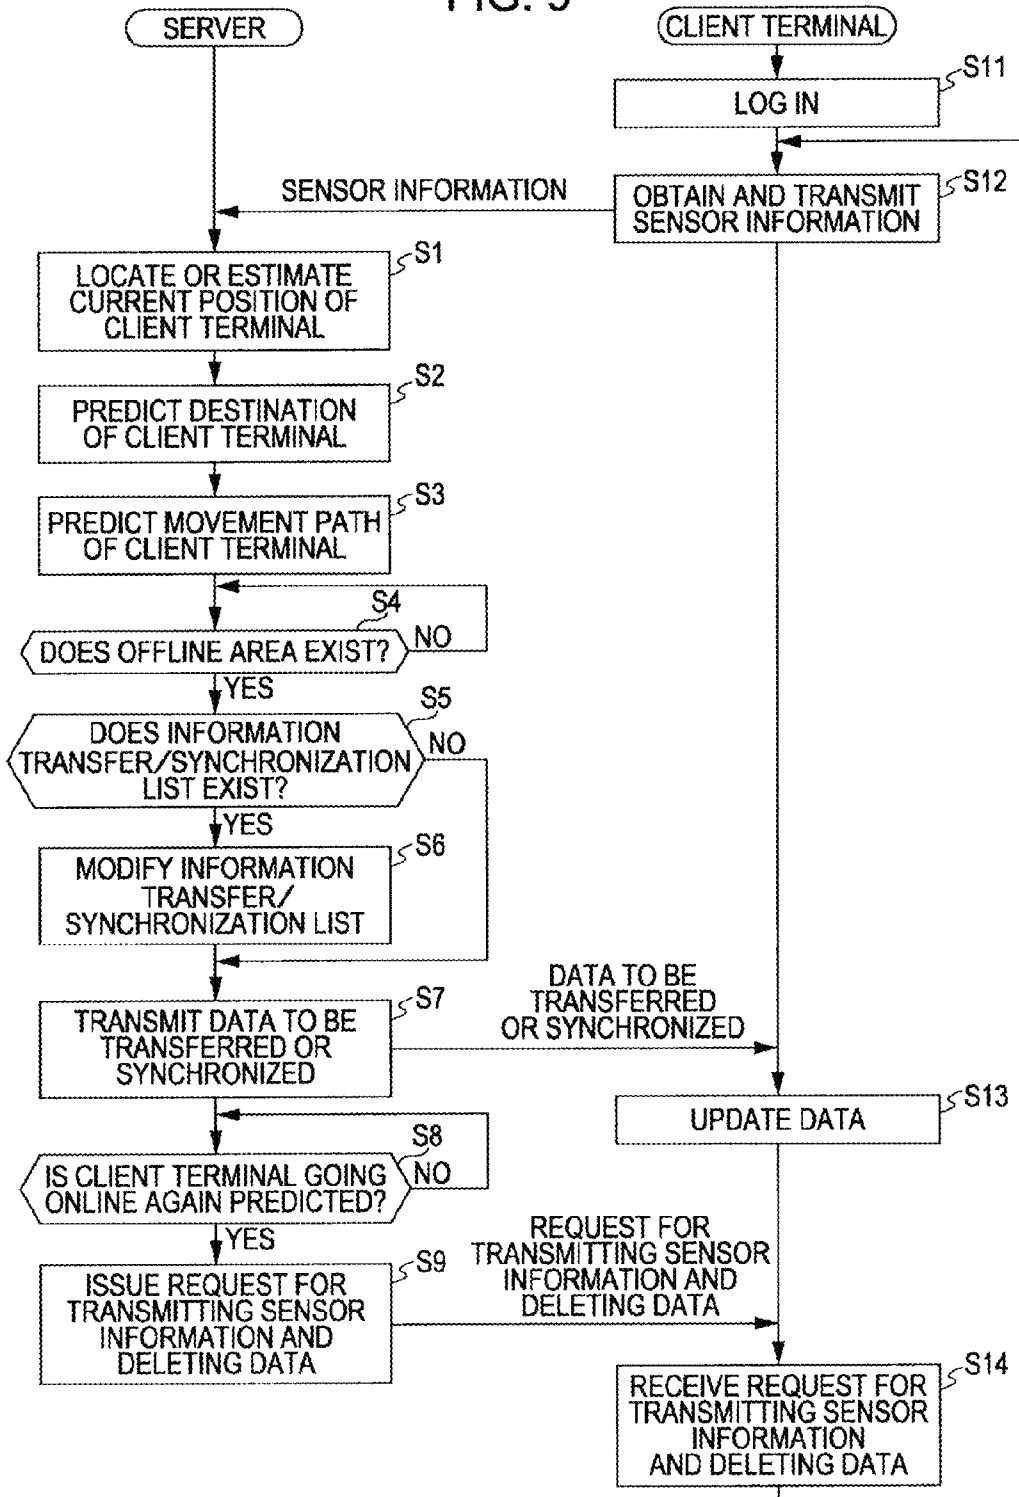 SERVER
CLIENT TERMINAL
S11
LOG IN
S12
OBTAIN AND TRANSMIT
SENSOR INFORMATION
SENSOR INFORMATION
S1
LOCATE OR ESTIMATE
CURRENT POSITION OF
CLIENT TERMINAL
S2
PREDICT DESTINATION
OF CLIENT TERMINAL
S3
PREDICT MOVEMENT PATH
OF CLIENT TERMINAL
S4
DOES OFFLINE AREA EXIST?
NO
YES
S5
DOES INFORMATION
TRANSFER/SYNCHRONIZATION
LIST EXIST?
NO
YES
S6
MODIFY INFORMATION
TRANSFER/
SYNCHRONIZATION LIST
S7
TRANSMIT DATA TO BE
TRANSFERRED OR
SYNCHRONIZED
DATA TO BE
TRANSFERRED
OR SYNCHRONIZED
S13
UPDATE DATA
S8
IS CLIENT TERMINAL GOING
ONLINE AGAIN PREDICTED?
NO
YES
S9
ISSUE REQUEST FOR
TRANSMITTING SENSOR
INFORMATION AND
DELETING DATA
REQUEST FOR
TRANSMITTING SENSOR
INFORMATION AND
DELETING DATA
S14
RECEIVE REQUEST FOR
TRANSMITTING SENSOR
INFORMATION
AND DELETING DATA